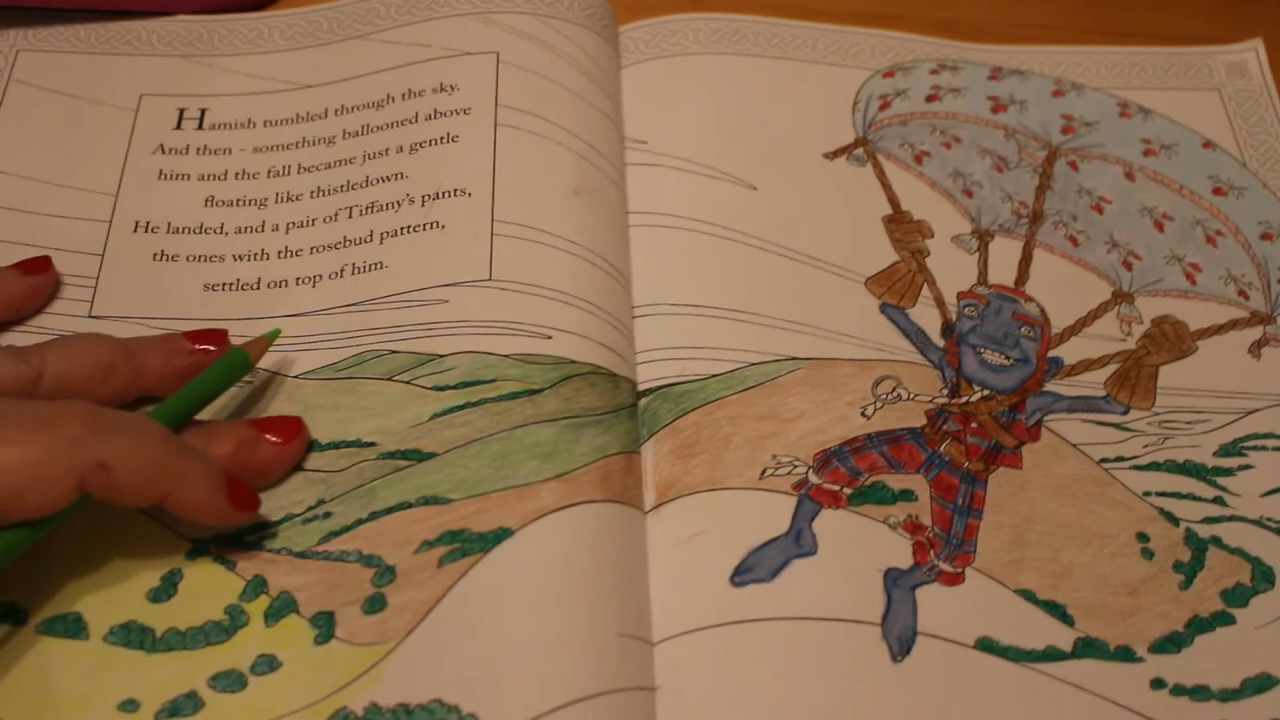 Hamish tumbled through the sky.
And then - something ballooned above
him and the fall became just a gentle
floating like thistledown.
He landed, and a pair of Tiffany's pants,
the ones with the rosebud pattern,
settled on top of him.